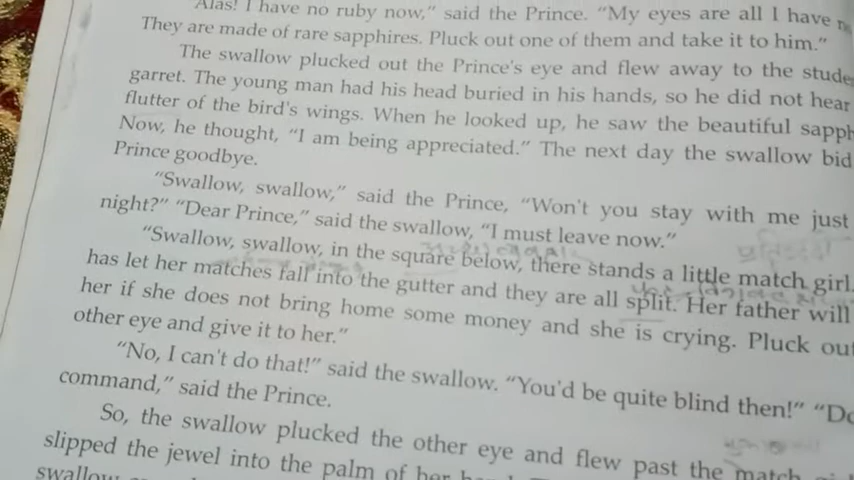 Alas! I have no ruby now," said the Prince. "My eyes are all I have
They are made of rare sapphires. Pluck out one of them and take it to him."
The swallow plucked out the Prince's eye and flew away to the stude
garret. The young man had his head buried in his hands, so he did not hear
flutter of the bird's wings. When he looked up, he saw the beautiful sapph
Now, he thought, "I am being appreciated." The next day the swallow bid
Prince goodbye.
"Swallow, swallow," said the Prince, "Won't you stay with me just
night?" "Dear Prince," said the swallow, "I must leave now."
"Swallow, swallow, in the square below, there stands a little match girl.
has let her matches fall into the gutter and they are all split. Her father will
her if she does not bring home some money and she is crying. Pluck out
other eye and give it to her."
"No, I can't do that!" said the swallow. "You'd be quite blind then!" "Do
command," said the Prince.
So, the swallow plucked the other eye and flew past the match
slipped the jewel into the palm of her
swallow